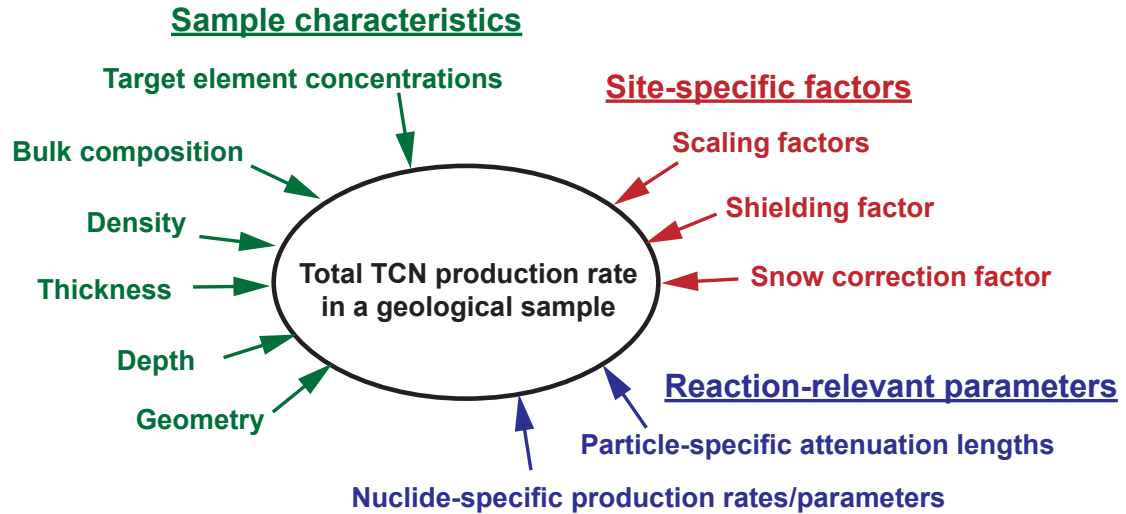 Sample characteristics
Target element concentrations
Bulk composition
Density
Thickness
Depth
Geometry
Total TCN production rate
in a geological sample
Site-specific factors
Scaling factors
Shielding factor
Snow correction factor
Reaction-relevant parameters
Particle-specific attenuation lengths
Nuclide-specific production rates/parameters